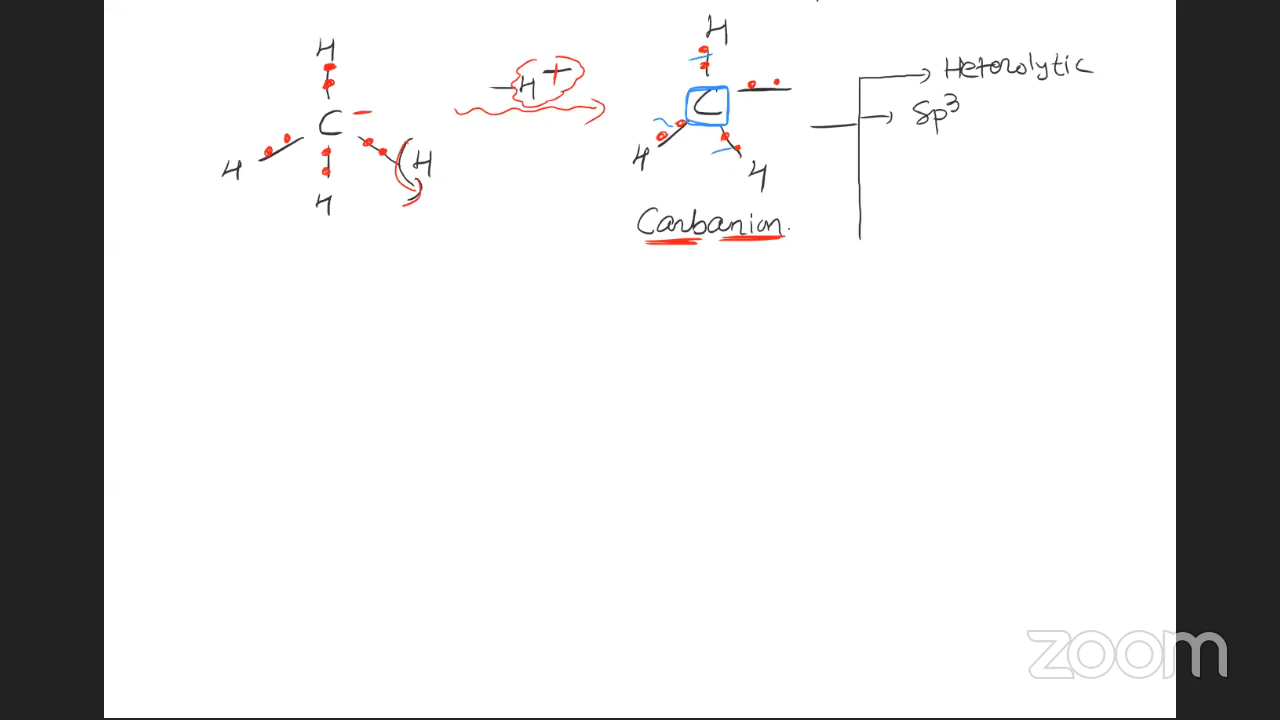 H
C
H
H
H
−H+
H
C
H
H
Carbanion.
→ Heterolytic
→ Sp³
zoom